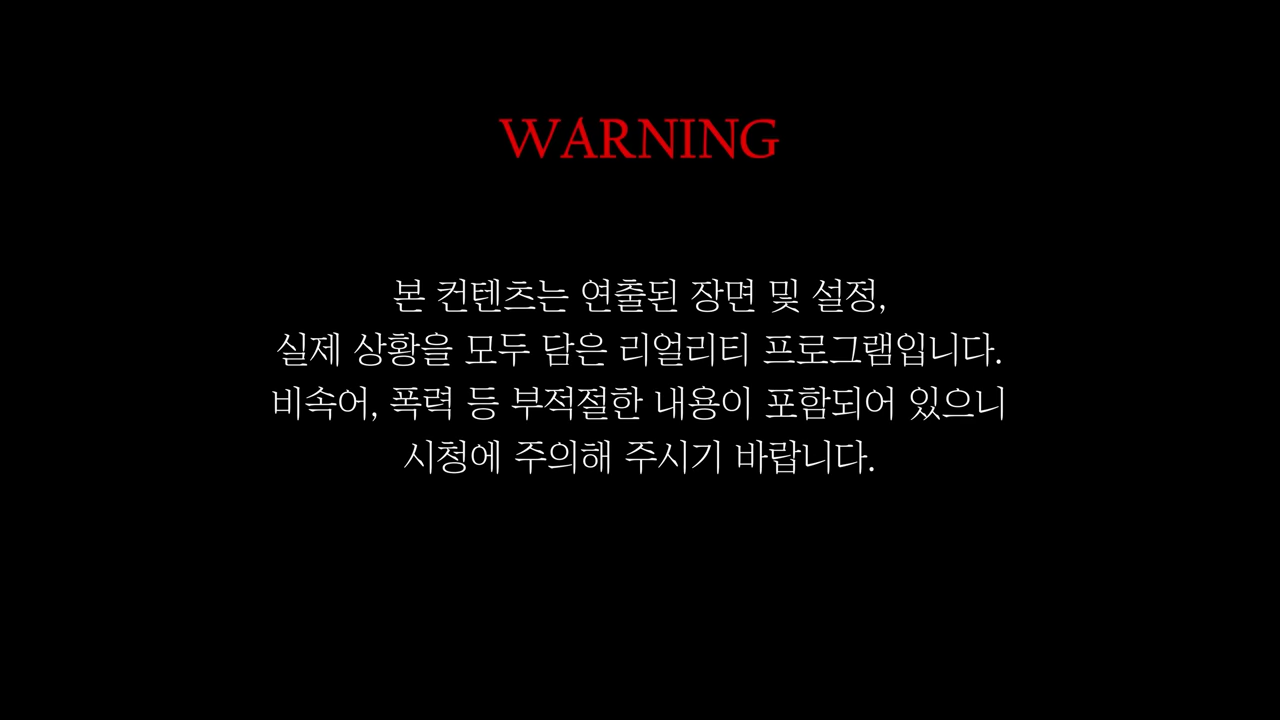 WARNING
본 컨텐츠는 연출된 장면 및 설정,
실제 상황을 모두 담은 리얼리티 프로그램입니다.
비속어, 폭력 등 부적절한 내용이 포함되어 있으니
시청에 주의해 주시기 바랍니다.